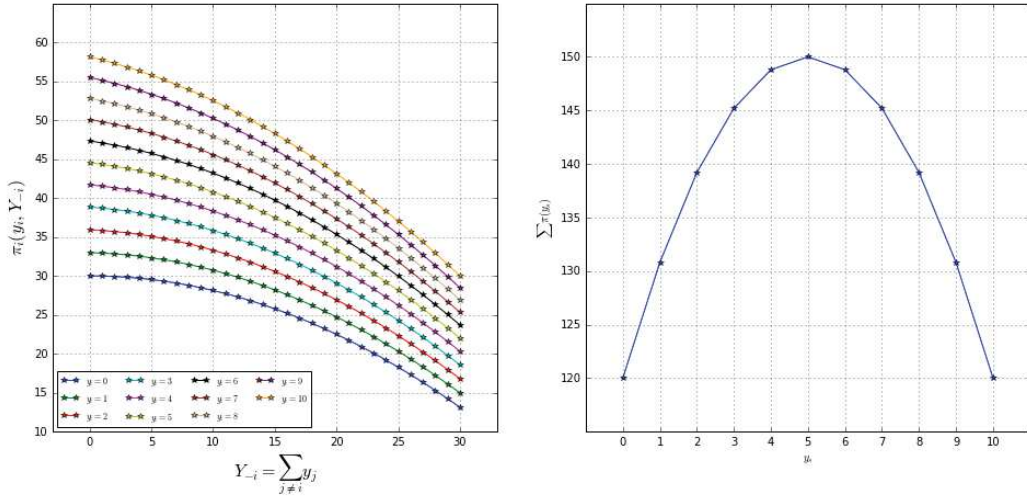 60
55
50
45
40
35
30
25
20
15
10
π_i(y_i, Y_{-i})
y=0 y=3 y=6 y=9
y=1 y=4 y=7 y=10
y=2 y=5 y=8
0 5 10 15 20 25 30
Y_{-i} = ∑_{j≠i} y_j
150
145
140
135
130
125
120
∑π(y_i)
0 1 2 3 4 5 6 7 8 9 10
y_i